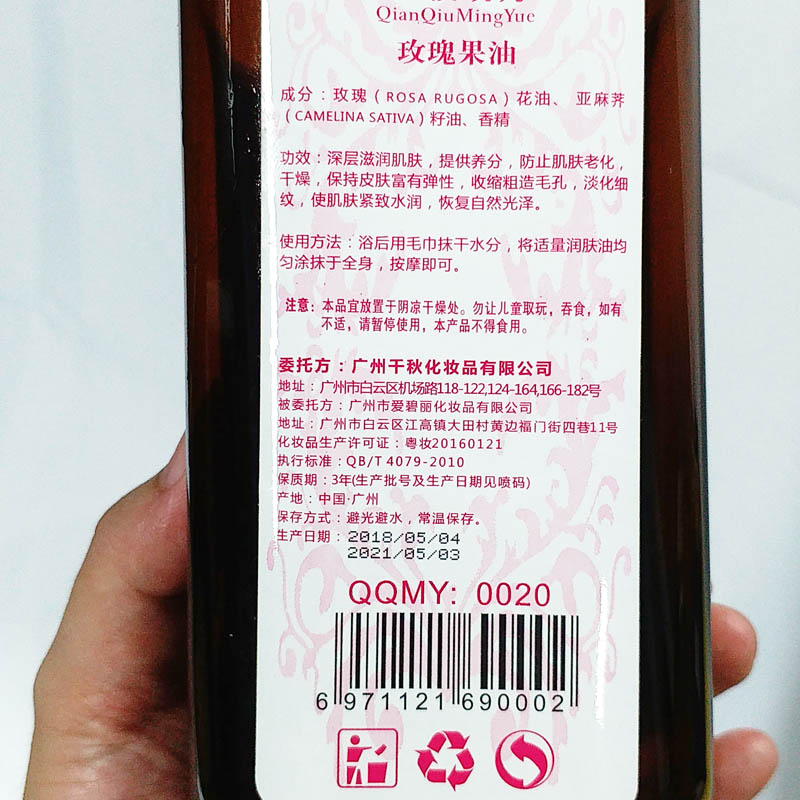 QianQiuMingYue
玫瑰果油
成分：玫瑰（ROSA RUGOSA）花油、亚麻荠
（CAMELINA SATIVA）籽油、香精
功效：深层滋润肌肤，提供养分，防止肌肤老化，
干燥，保持皮肤富有弹性，收缩粗造毛孔，淡化细
纹，使肌肤紧致水润，恢复自然光泽。
使用方法：浴后用毛巾抹干水分，将适量润肤油均
匀涂抹于全身，按摩即可。
注意：本品宜放置于阴凉干燥处。勿让儿童取玩，吞食，如有
不适，请暂停使用，本产品不得食用。
委托方：广州千秋化妆品有限公司
地址：广州市白云区机场路118-122,124-164,166-182号
被委托方：广州市爱碧丽化妆品有限公司
地址：广州市白云区江高镇大田村黄边福门街四巷11号
化妆品生产许可证：粤妆20160121
执行标准：QB/T 4079-2010
保质期：3年(生产批号及生产日期见喷码)
产地：中国·广州
保存方式：避光避水，常温保存。
生产日期：2018/05/04
2021/05/03
QQMY: 0020
6 971121 690002